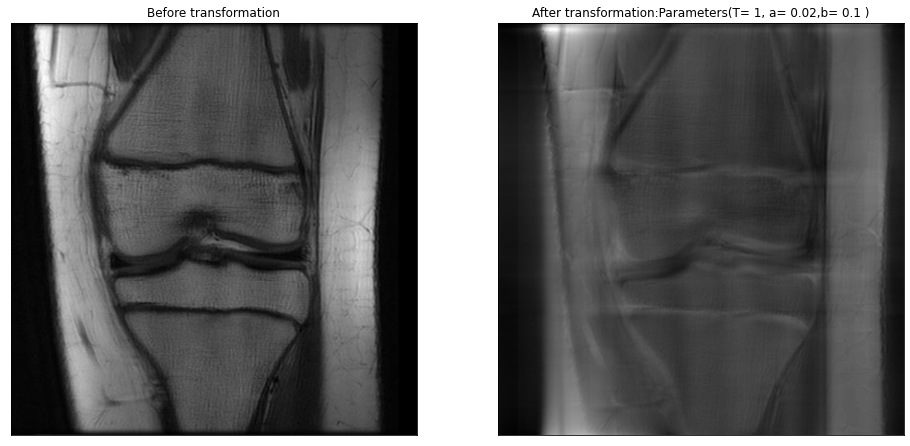 Before transformation
After transformation:Parameters(T= 1, a= 0.02,b= 0.1 )